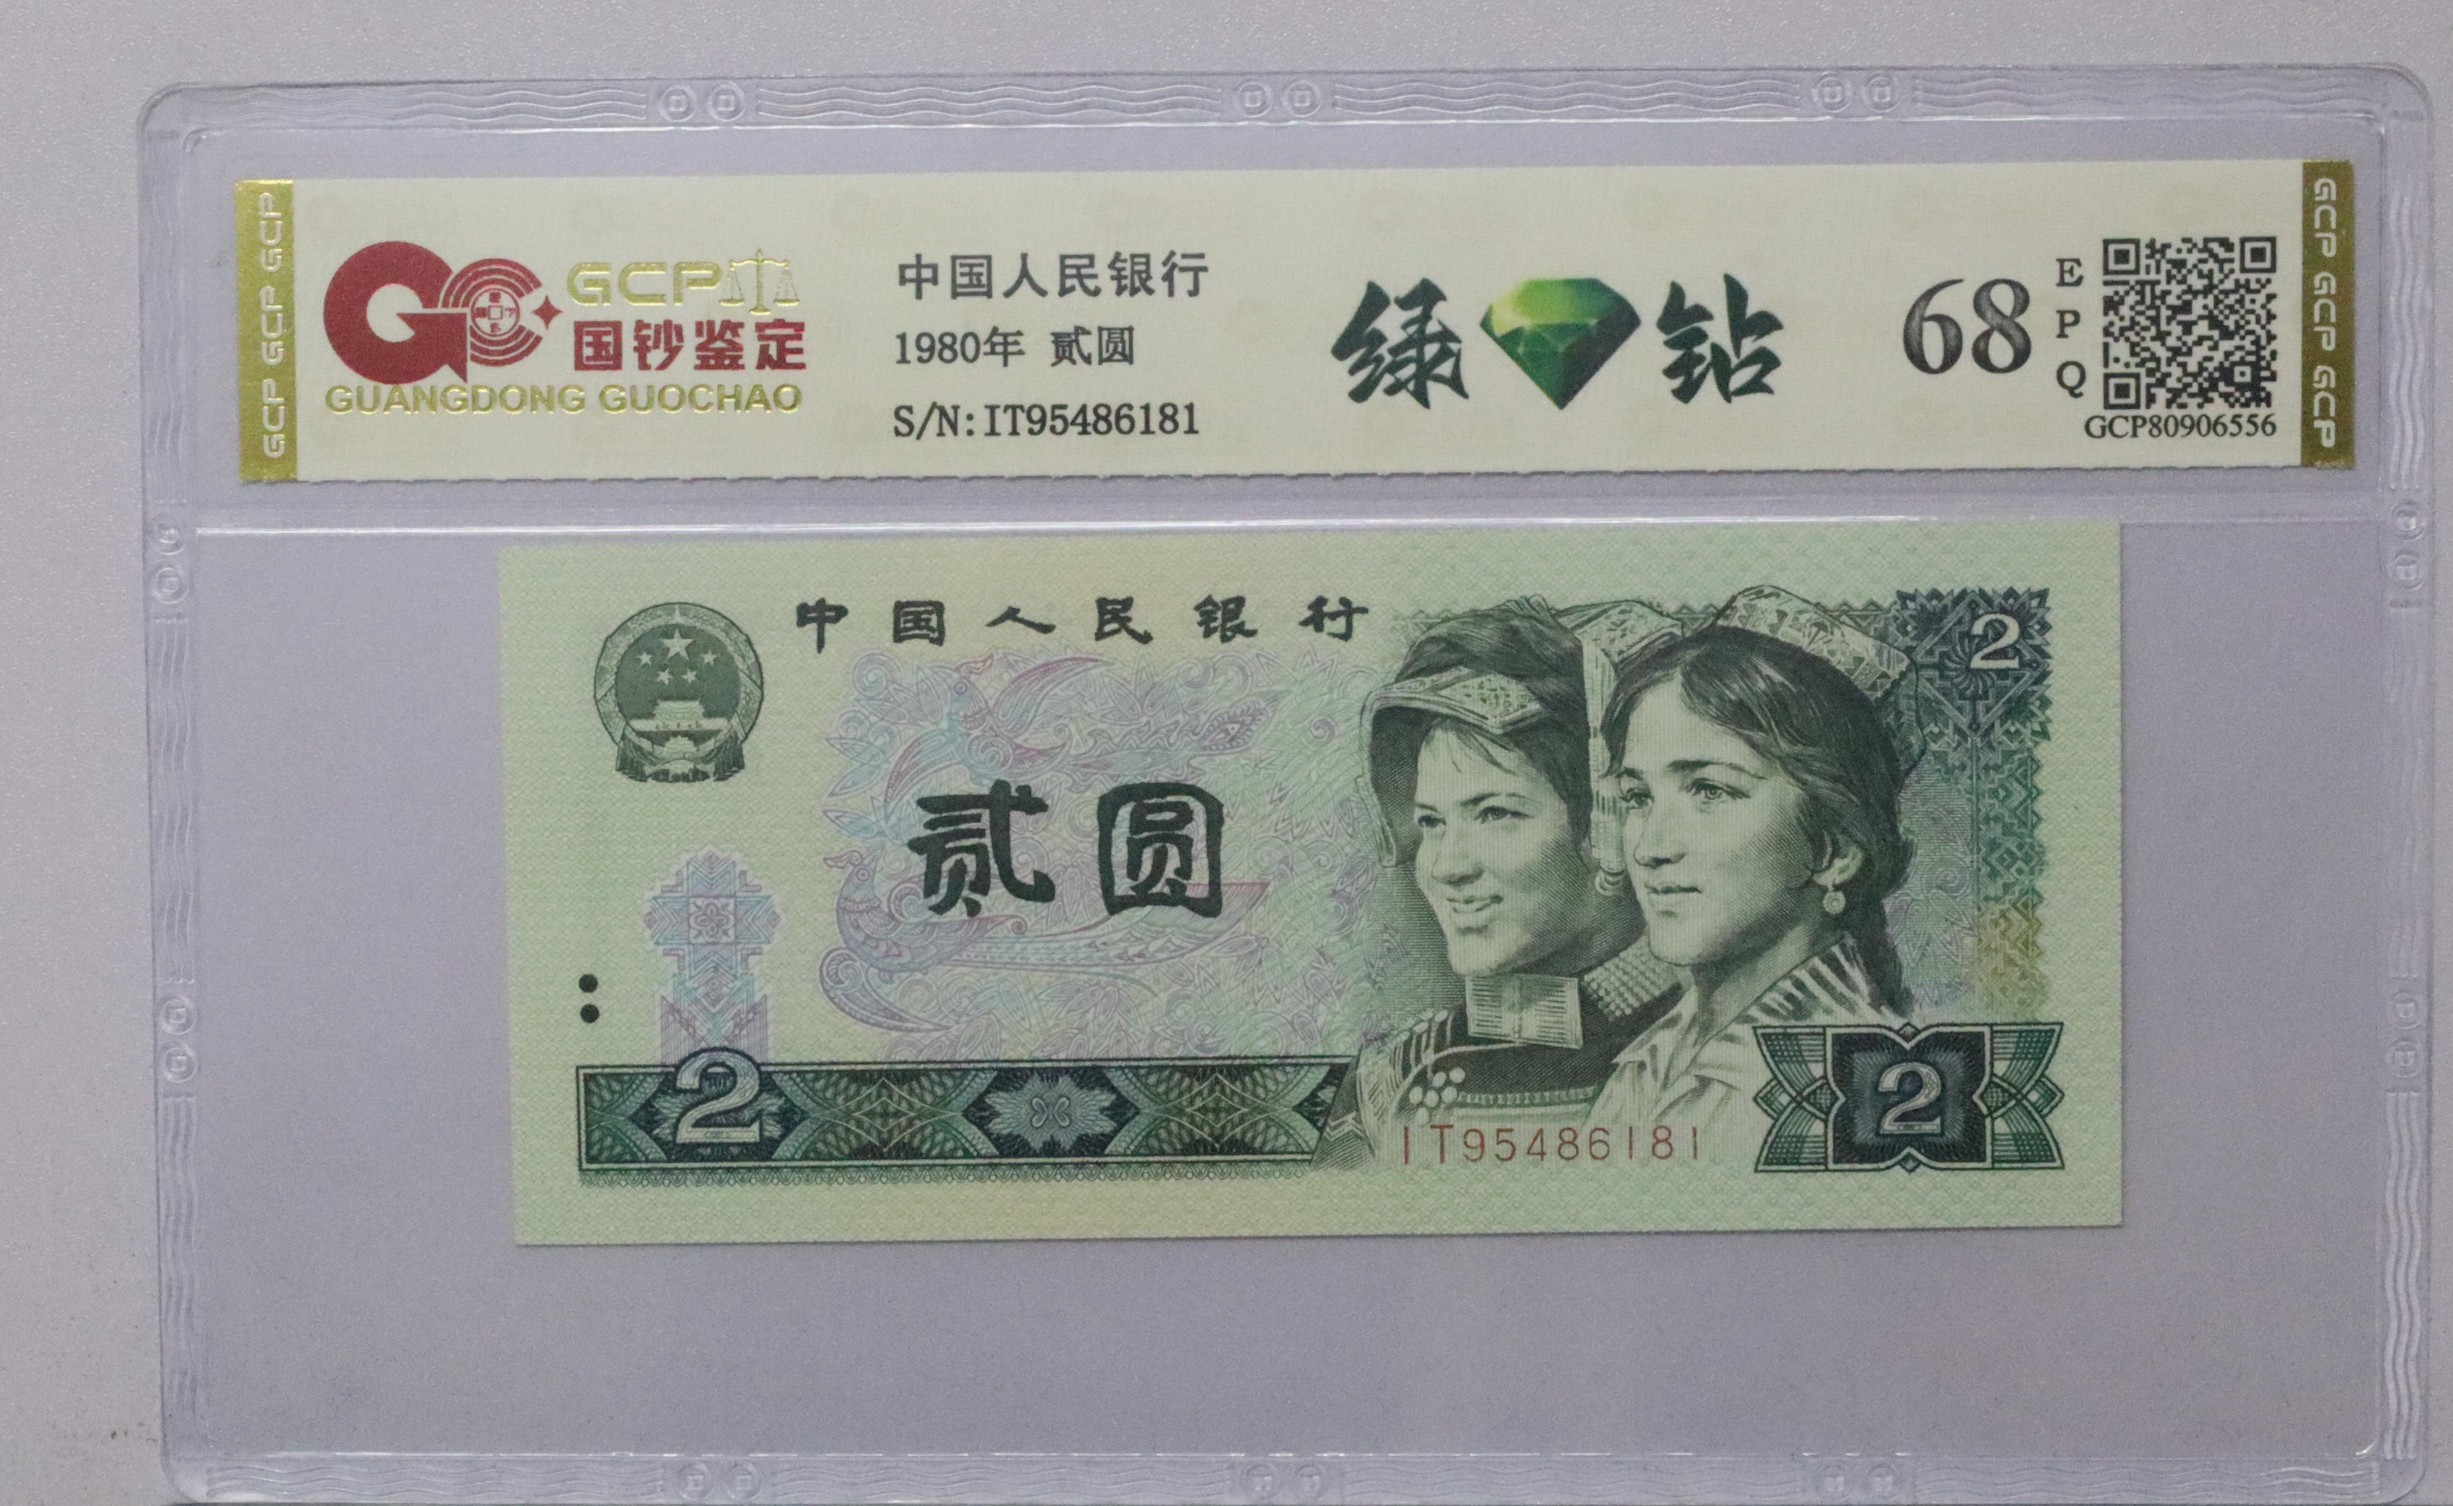 GCP GCP GCP
GCP
国钞鉴定
GUANGDONG GUOCHAO
中国人民银行
1980年 贰圆
S/N:IT95486181
绿钻
68
EPQ
GCP80906556
GCP GCP GCP
中国人民银行
2
贰圆
2
IT95486181
2